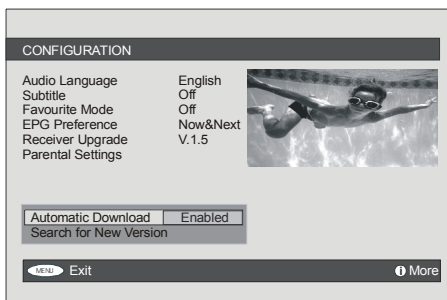 CONFIGURATION
Audio Language English
Subtitle Off
Favourite Mode Off
EPG Preference Now&Next
Receiver Upgrade V.1.5
Parental Settings
Automatic Download Enabled
Search for New Version
MENU Exit
i More